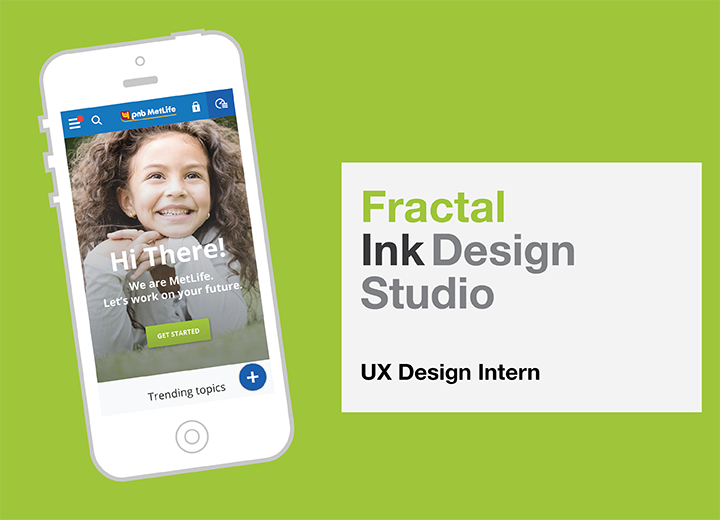 pnb MetLife
Hi There!
We are MetLife.
Let's work on your future.
GET STARTED
Trending topics
Fractal
Ink Design
Studio
UX Design Intern